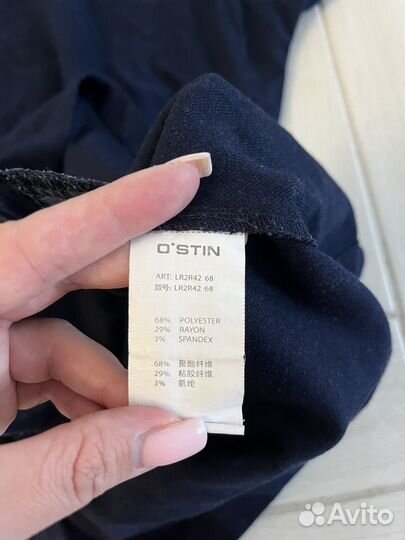 O'STIN
ART: LR2R42 68
款号: LR2R42 68
68% POLYESTER
29% RAYON
3% SPANDEX
68% 聚酯纤维
29% 粘胶纤维
3% 氨纶
Avito